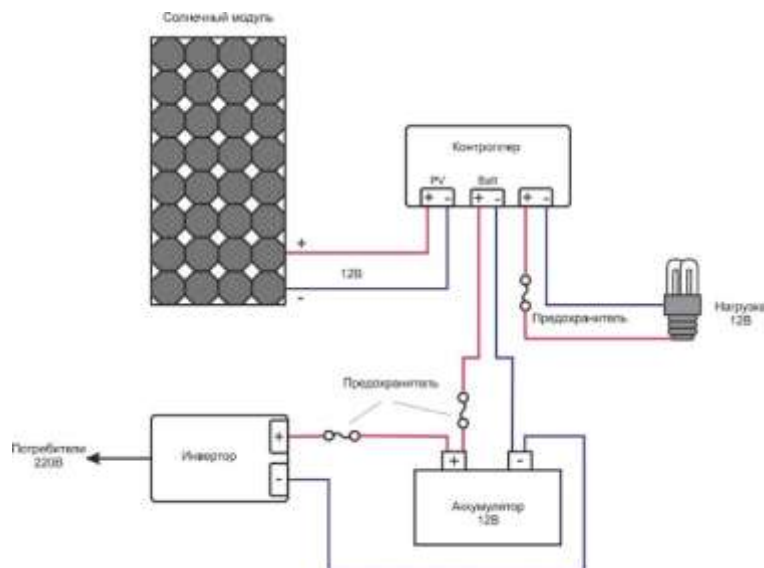 Солнечный модуль
Контроллер
PV
Batt
+ -
+ -
+ -
+
12В
-
Предохранитель
Нагрузка
12В
Предохранитель
Потребители
220В
Инвертор
+
-
+
-
Аккумулятор
12В